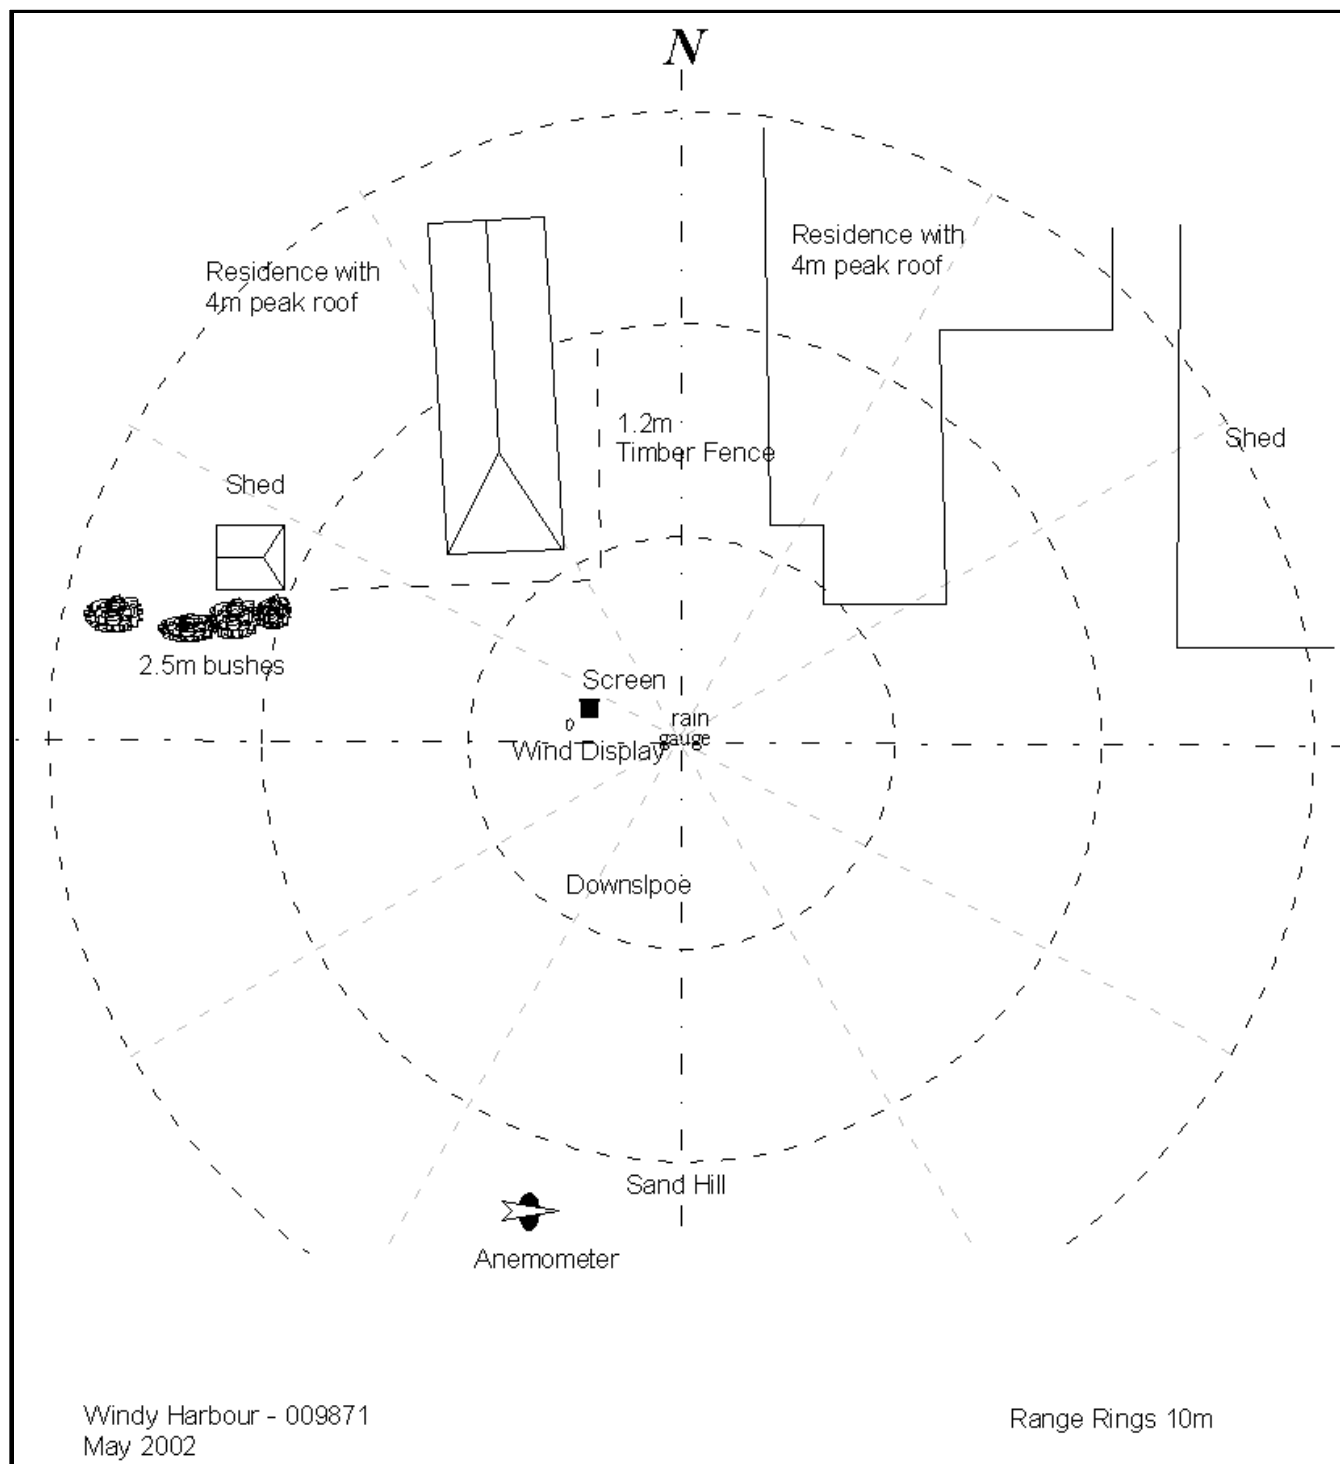 N
Residence with
4m peak roof
Residence with
4m peak roof
1.2m
Timber Fence
Shed
Shed
2.5m bushes
Screen
rain
gauge
Wind Display
Downslpoe
Sand Hill
Anemometer
Windy Harbour - 009871
May 2002
Range Rings 10m